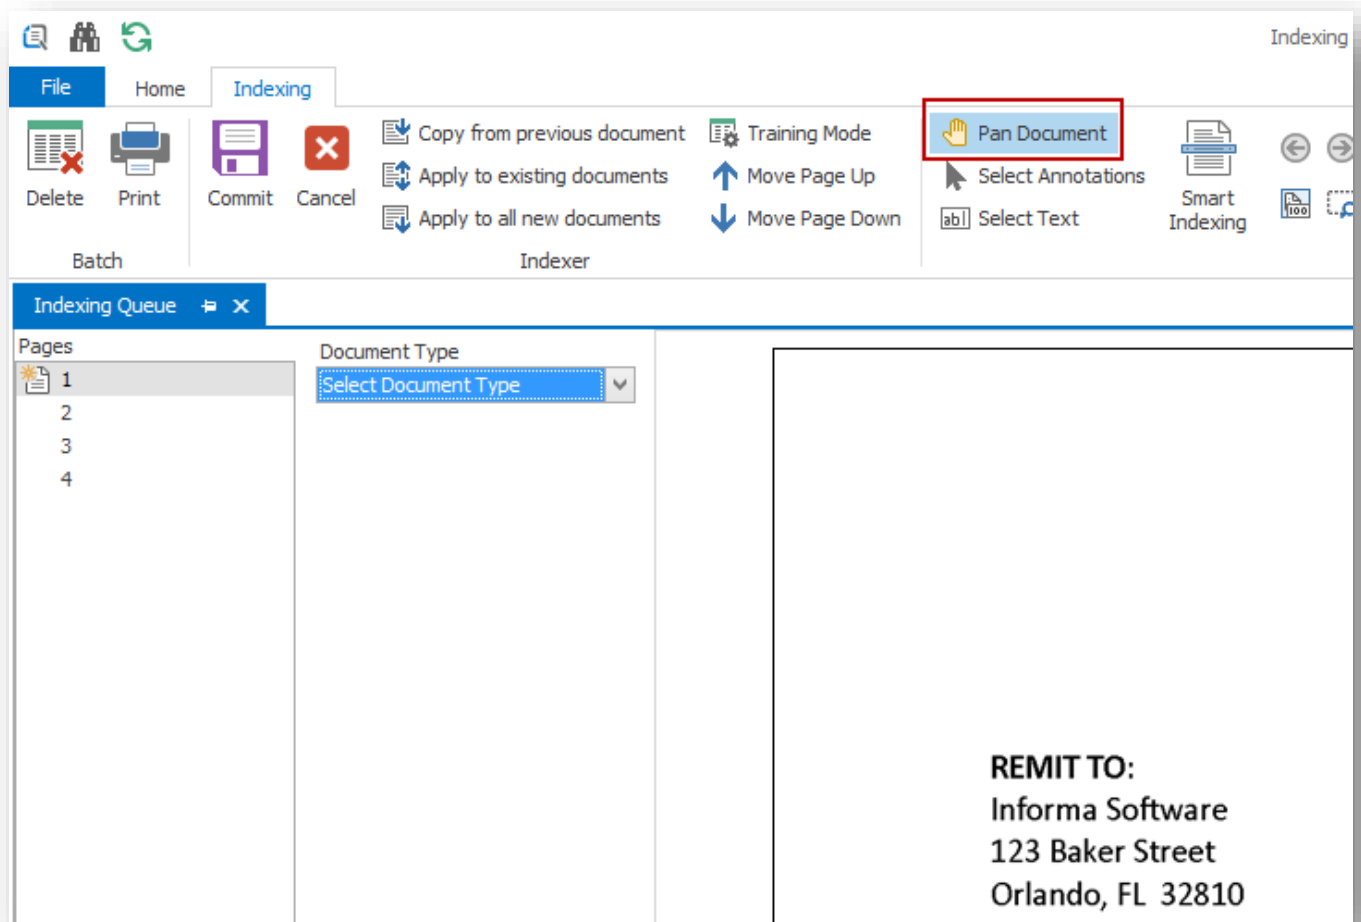 Indexing
File Home Indexing
Copy from previous document Training Mode Pan Document
Apply to existing documents Move Page Up Select Annotations
Delete Print Commit Cancel Smart
Indexing
Apply to all new documents Move Page Down ab Select Text 100
Batch Indexer
Indexing Queue
Pages Document Type
1 Select Document Type
2
3
4
REMIT TO:
Informa Software
123 Baker Street
Orlando, FL 32810